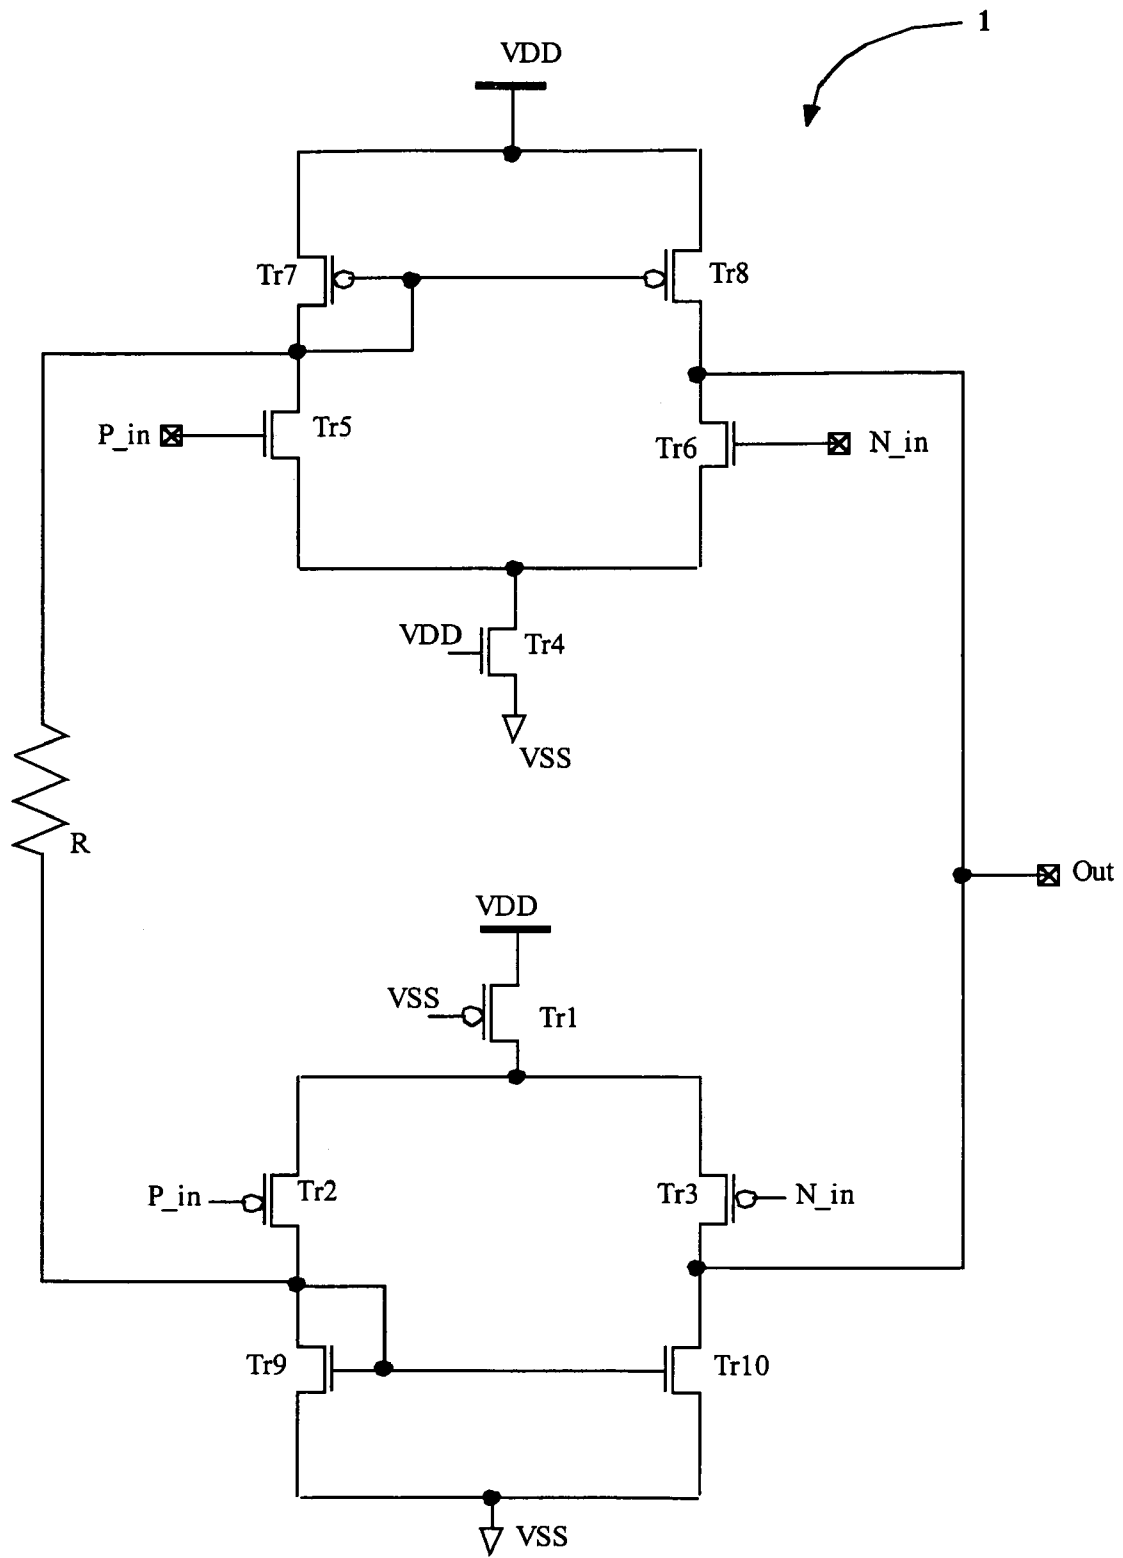 1
VDD
Tr7
Tr8
P_in
Tr5
Tr6
N_in
VDD
Tr4
VSS
R
Out
VDD
VSS
Tr1
P_in
Tr2
Tr3
N_in
Tr9
Tr10
VSS